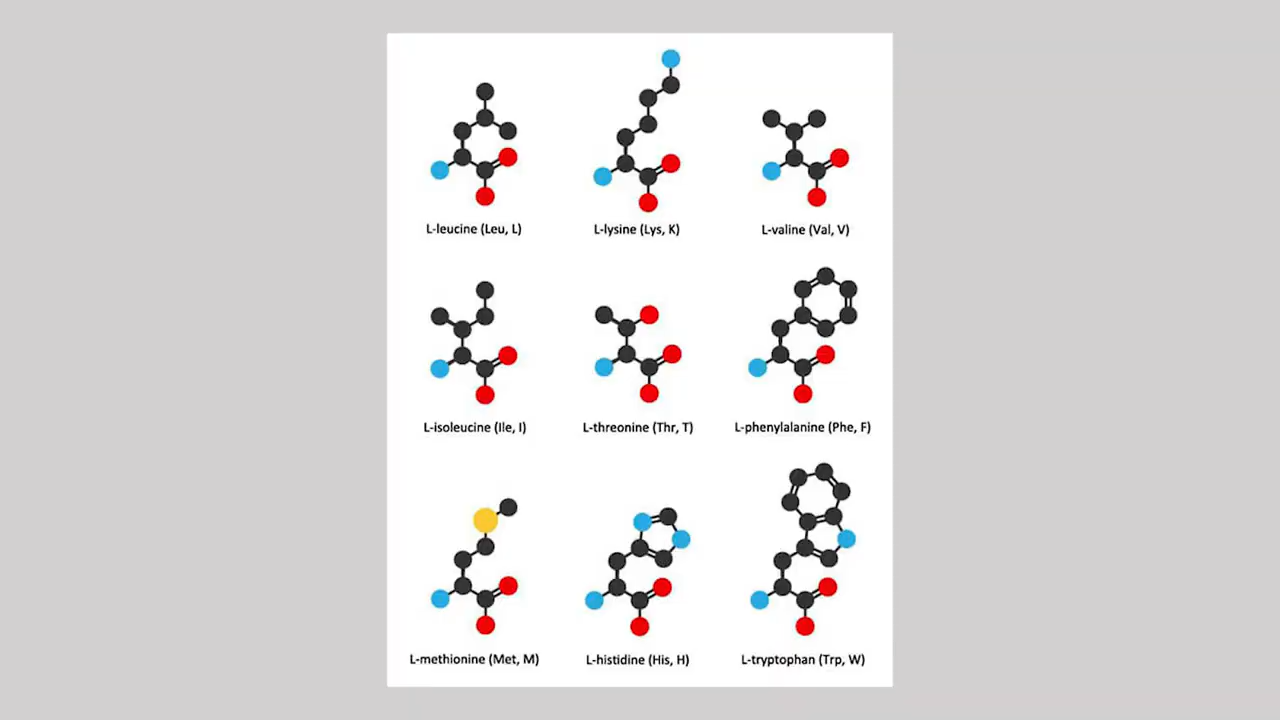 L-leucine (Leu, L)
L-lysine (Lys, K)
L-valine (Val, V)
L-isoleucine (Ile, I)
L-threonine (Thr, T)
L-phenylalanine (Phe, F)
L-methionine (Met, M)
L-histidine (His, H)
L-tryptophan (Trp, W)